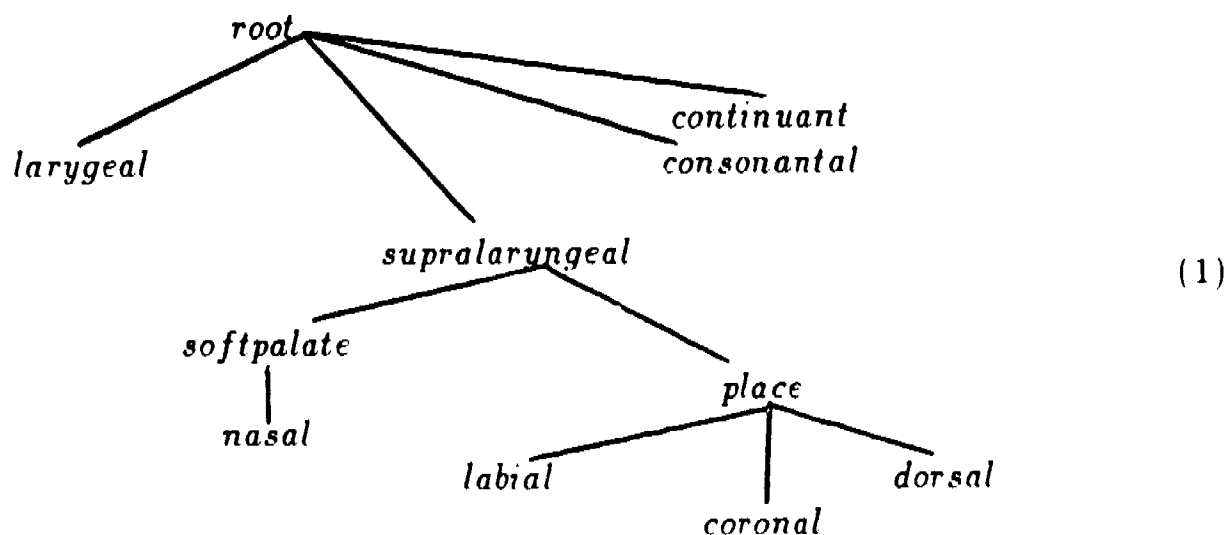 root
continuant
larygeal
consonantal
supralaryngeal
(1)
softpalate
place
nasal
labial
dorsal
coronal